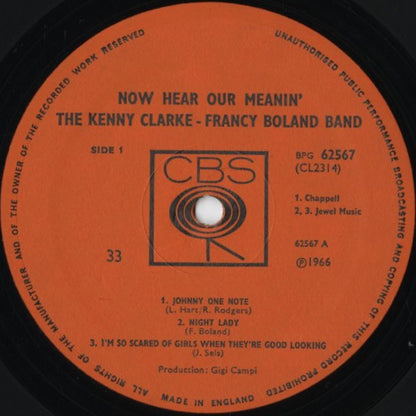 ALL RIGHTS OF THE MANUFACTURER AND OF THE OWNER OF THE RECORDED WORK RESERVED
UNAUTHORISED PUBLIC PERFORMANCE BROADCASTING AND COPYING OF THIS RECORD PROHIBITED
NOW HEAR OUR MEANIN'
THE KENNY CLARKE - FRANCY BOLAND BAND
SIDE 1
CBS
BPG 62567
(CL2314)
1. Chappell
2, 3. Jewel Music
33
62567 A
Ⓟ1966
1. JOHNNY ONE NOTE
(L. Hart/R. Rodgers)
2. NIGHT LADY
(F. Boland)
3. I'M SO SCARED OF GIRLS WHEN THEY'RE GOOD LOOKING
(J. Sels)
Production: Gigi Campi
MADE IN ENGLAND